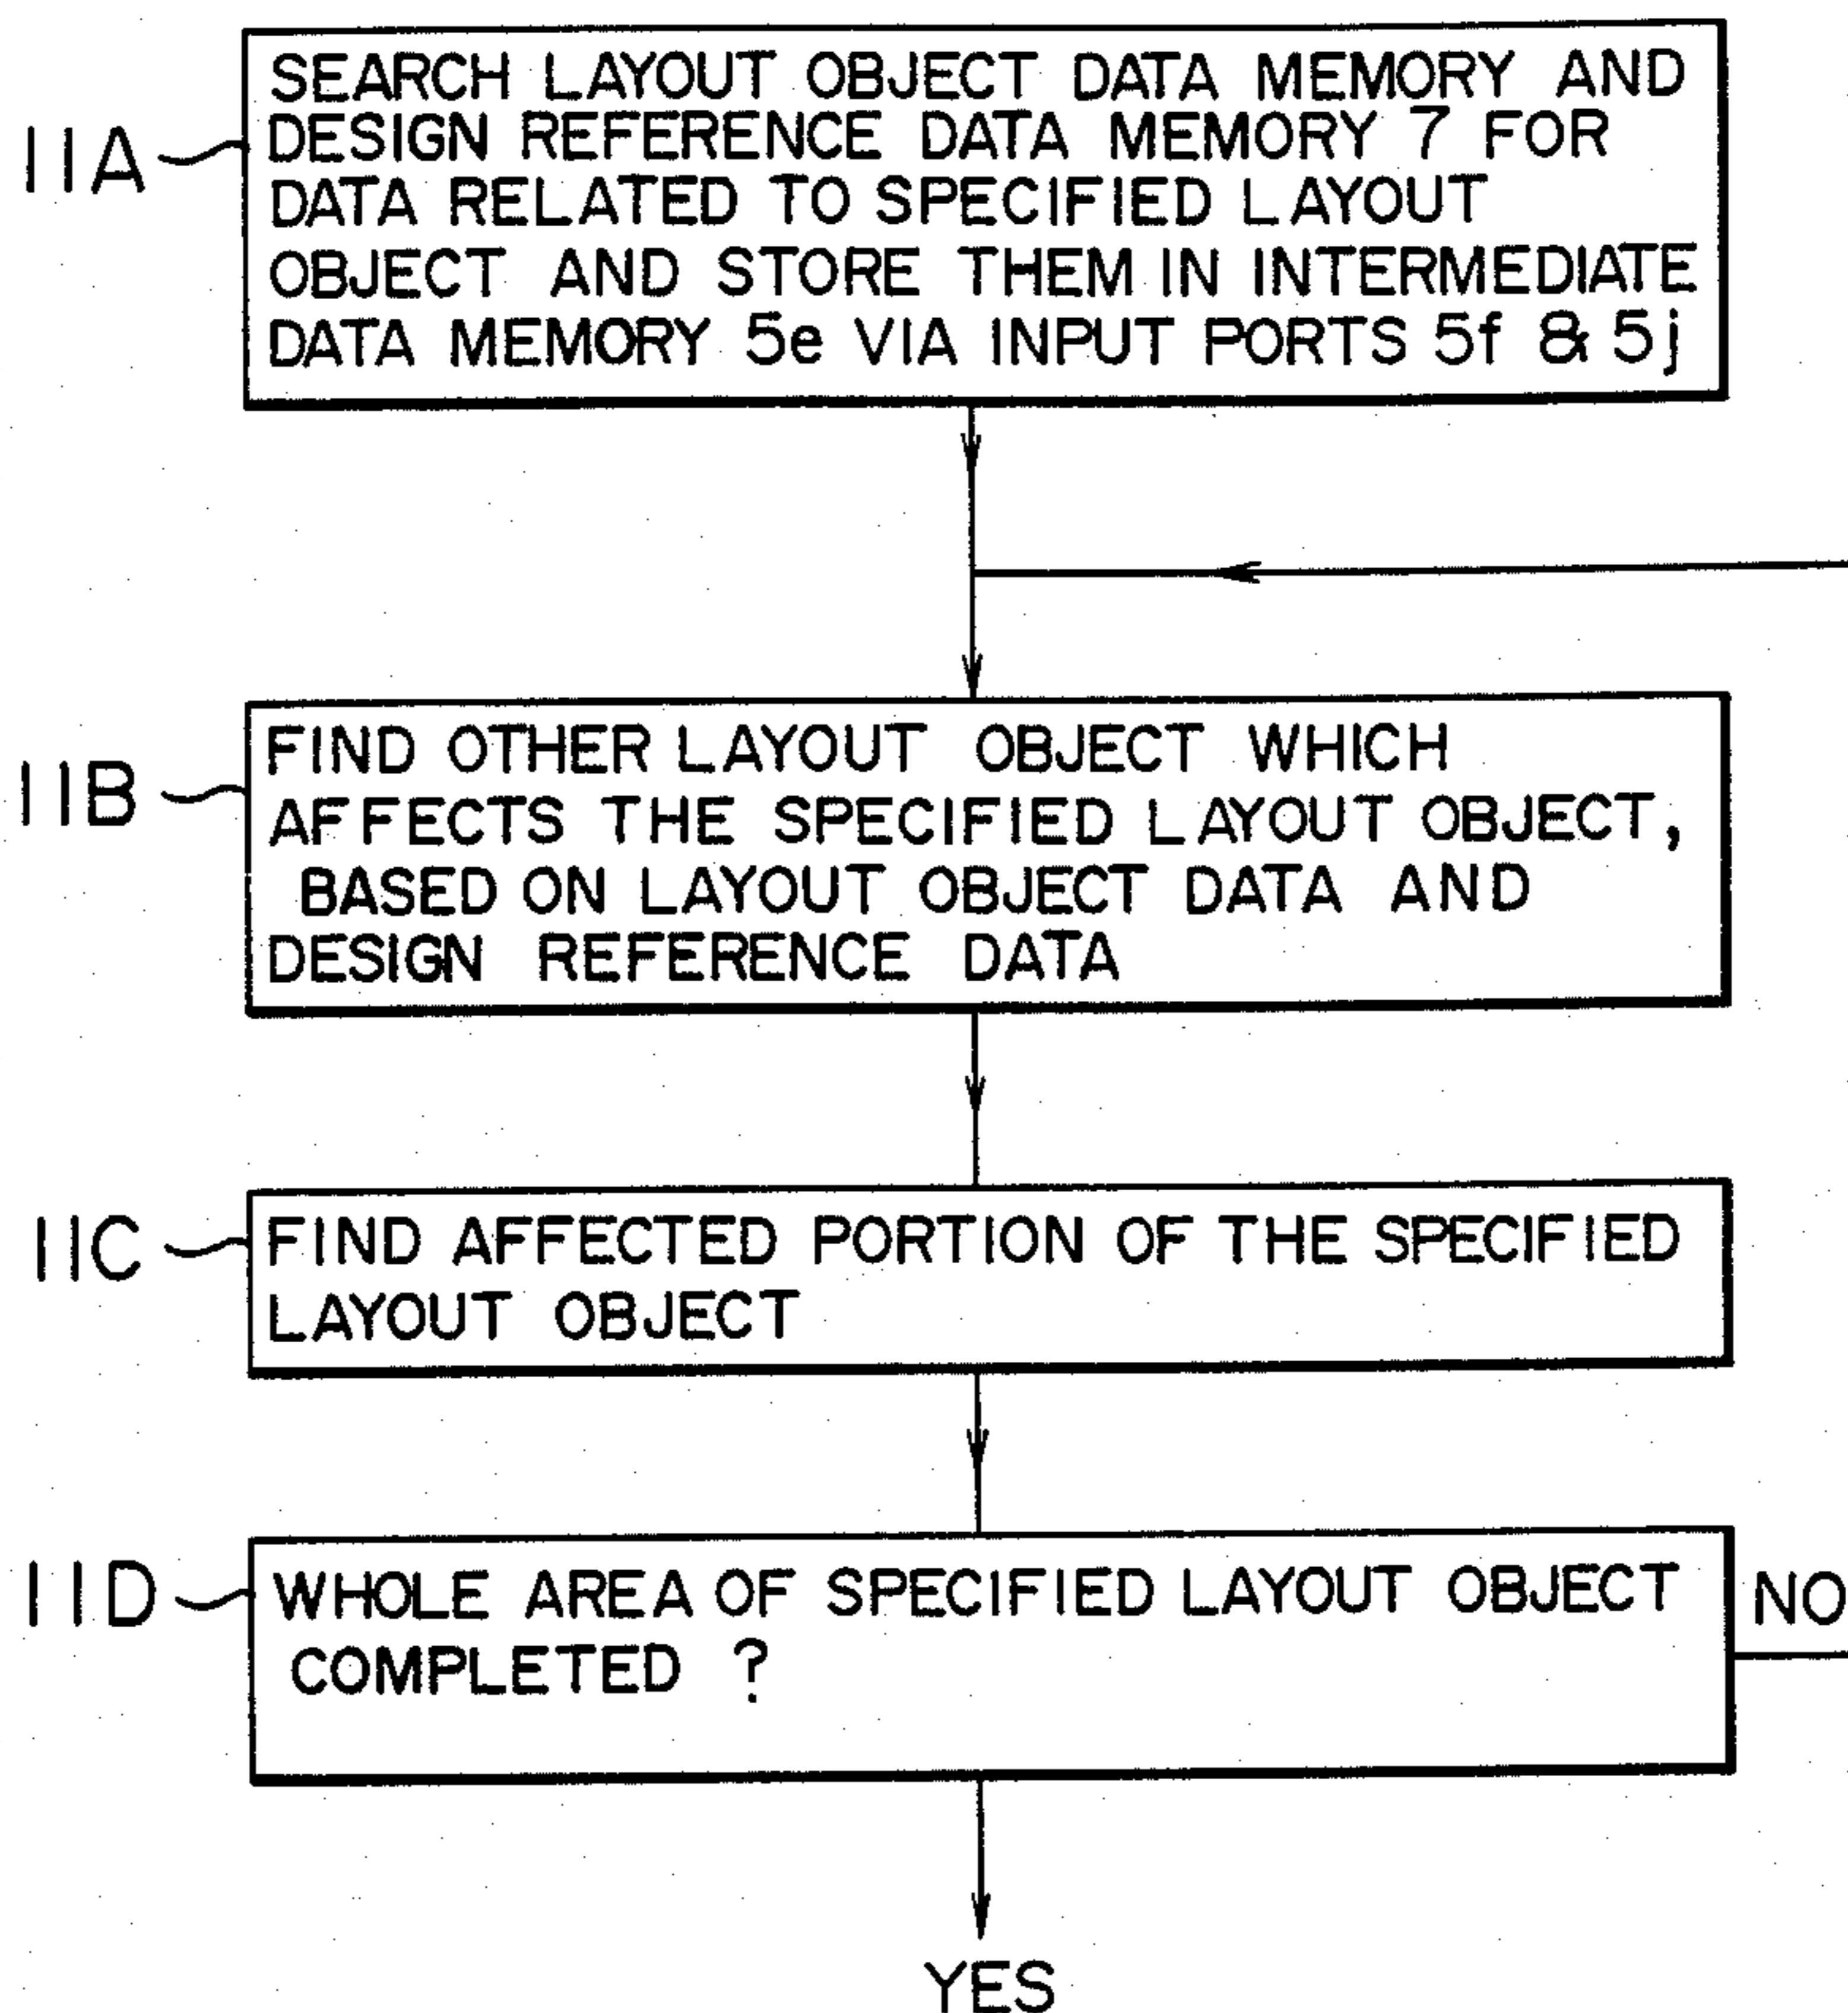 11A
SEARCH LAYOUT OBJECT DATA MEMORY AND
DESIGN REFERENCE DATA MEMORY 7 FOR
DATA RELATED TO SPECIFIED LAYOUT
OBJECT AND STORE THEM IN INTERMEDIATE
DATA MEMORY 5e VIA INPUT PORTS 5f & 5j
11B
FIND OTHER LAYOUT OBJECT WHICH
AFFECTS THE SPECIFIED LAYOUT OBJECT,
BASED ON LAYOUT OBJECT DATA AND
DESIGN REFERENCE DATA
11C
FIND AFFECTED PORTION OF THE SPECIFIED
LAYOUT OBJECT
11D
WHOLE AREA OF SPECIFIED LAYOUT OBJECT
COMPLETED ?
NO
YES